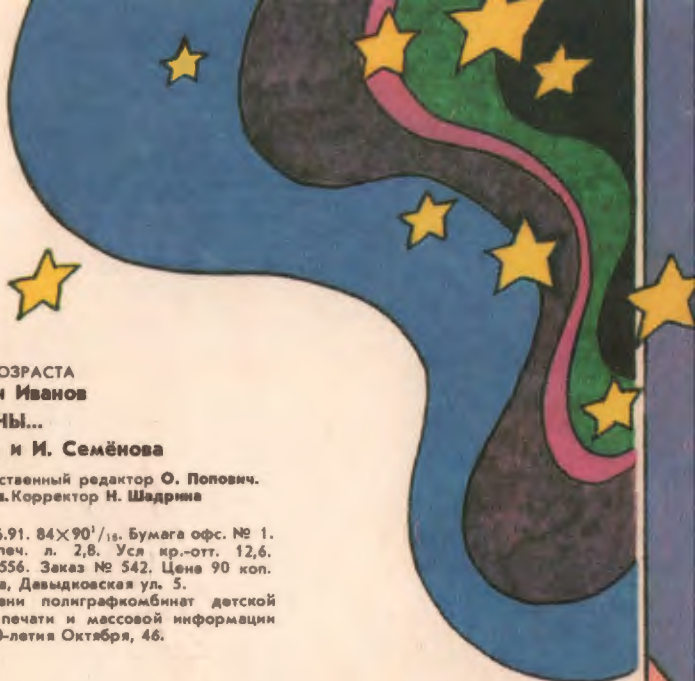 ОЗРАСТА
и Иванов
НЫ...
и И. Семёнова
ственный редактор О. Попович.
Корректор Н. Шадрина
6.91. 84×90¹/₁₆. Бумага офс. № 1.
печ. л. 2,8. Усл кр.-отт. 12,6.
556. Заказ № 542. Цена 90 коп.
а, Давыдковская ул. 5.
ени полиграфкомбинат детской
печати и массовой информации
0-летия Октября, 46.